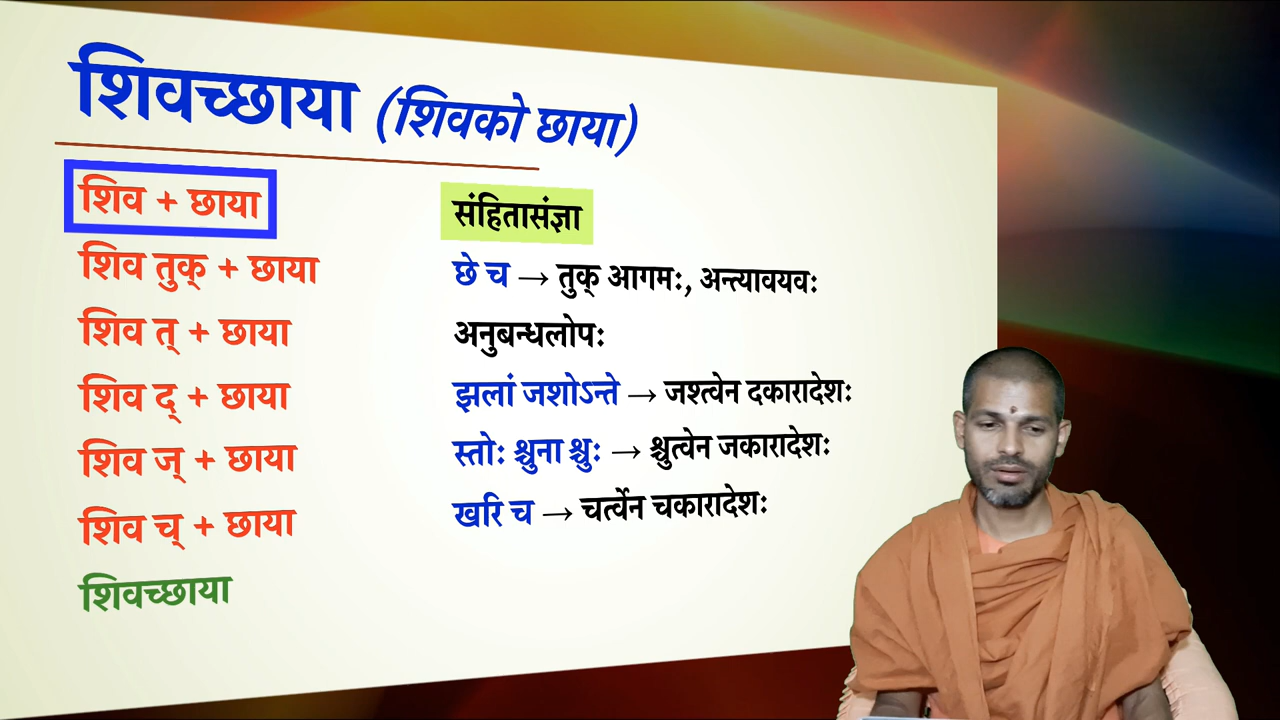 शिवच्छाया (शिवको छाया)
शिव + छाया संहितासंज्ञा
शिव तुक् + छाया छे च → तुक् आगमः, अन्त्यावयवः
शिव त् + छाया अनुबन्धलोपः
शिव द् + छाया झलां जशोऽन्ते → जश्त्वेन दकारादेशः
शिव ज् + छाया स्तोः श्चुना श्चुः → श्चुत्वेन जकारादेशः
शिव च् + छाया खरि च → चर्त्वेन चकारादेशः
शिवच्छाया